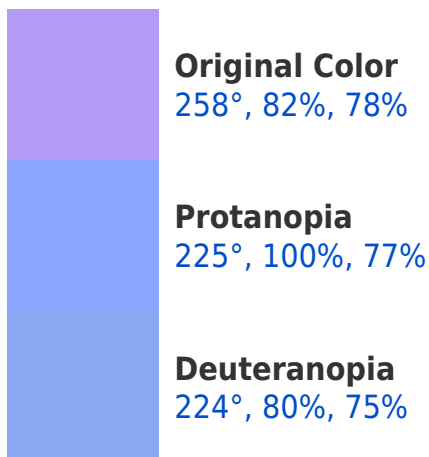 Original Color
258°, 82%, 78%
Protanopia
225°, 100%, 77%
Deuteranopia
224°, 80%, 75%